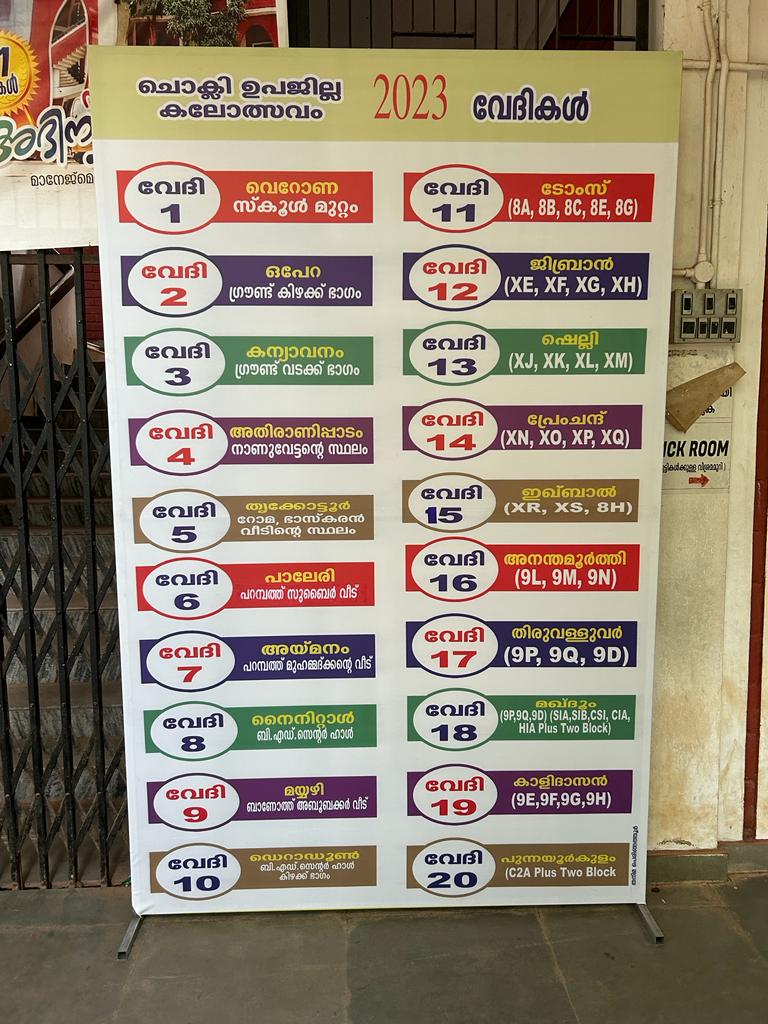 ചൊക്ലി ഉപജില്ല
കലോത്സവം
2023 വേദികൾ
വേദി 1
വെറോണ
സ്കൂൾ മുറ്റം
വേദി 2
ഒപേറ
ഗ്രൗണ്ട് കിഴക്ക് ഭാഗം
വേദി 3
കന്യാവനം
ഗ്രൗണ്ട് വടക്ക് ഭാഗം
വേദി 4
അതിരാണിപ്പാടം
നാണുവേട്ടന്റെ സ്ഥലം
വേദി 5
തൃക്കോട്ടൂർ
റോമ, ഭാസ്കരൻ
വീടിന്റെ സ്ഥലം
വേദി 6
പാലേരി
പറമ്പത്ത് സുബൈർ വീട്
വേദി 7
അയ്മനം
പറമ്പത്ത് മുഹമ്മദ്ക്കന്റെ വീട്
വേദി 8
നൈനിറ്റാൾ
ബി.എഡ്.സെന്റർ ഹാൾ
വേദി 9
മയ്യഴി
ബാണോത്ത് അബൂബക്കർ വീട്
വേദി 10
ഡെറാഡൂൺ
ബി.എഡ്.സെന്റർ ഹാൾ
കിഴക്ക് ഭാഗം
വേദി 11
ടോംസ്
(8A, 8B, 8C, 8E, 8G)
വേദി 12
ജിബ്രാൻ
(XE, XF, XG, XH)
വേദി 13
ഷെല്ലി
(XJ, XK, XL, XM)
വേദി 14
പ്രേംചന്ദ്
(XN, XO, XP, XQ)
വേദി 15
ഇഖ്ബാൽ
(XR, XS, 8H)
വേദി 16
അനന്തമൂർത്തി
(9L, 9M, 9N)
വേദി 17
തിരുവള്ളുവർ
(9P, 9Q, 9D)
വേദി 18
മഖ്ദൂം
(9P,9Q,9D) (SIA,SIB,CSI, CIA,
HIA Plus Two Block)
വേദി 19
കാളിദാസൻ
(9E,9F,9G,9H)
വേദി 20
പുന്നയൂർകുളം
(C2A Plus Two Block
മാനേജ്മെ
ICK ROOM